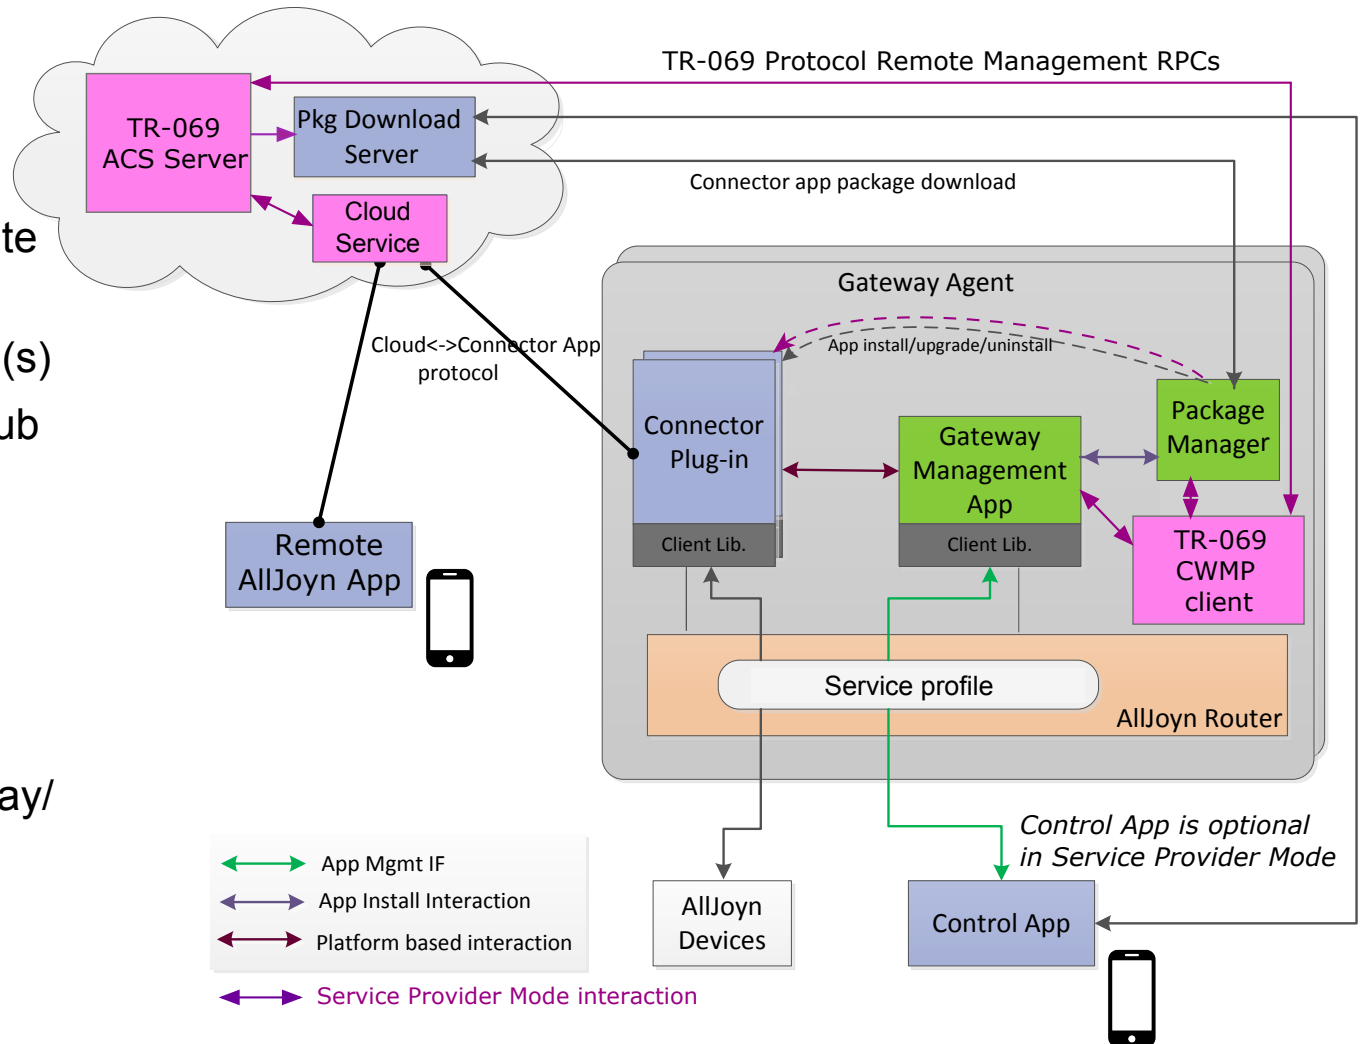 TR-069 Protocol Remote Management RPCs
TR-069
ACS Server
Pkg Download
Server
Connector app package download
Cloud
Service
te
Gateway Agent
(s)
Cloud<->Connector App
protocol
App install/upgrade/uninstall
ub
Connector
Plug-in
Client Lib.
Gateway
Management
App
Client Lib.
Package
Manager
TR-069
CWMP
client
Remote
AllJoyn App
Service profile
AllJoyn Router
ay/
Control App is optional
in Service Provider Mode
App Mgmt IF
App Install Interaction
Platform based interaction
Service Provider Mode interaction
AllJoyn
Devices
Control App